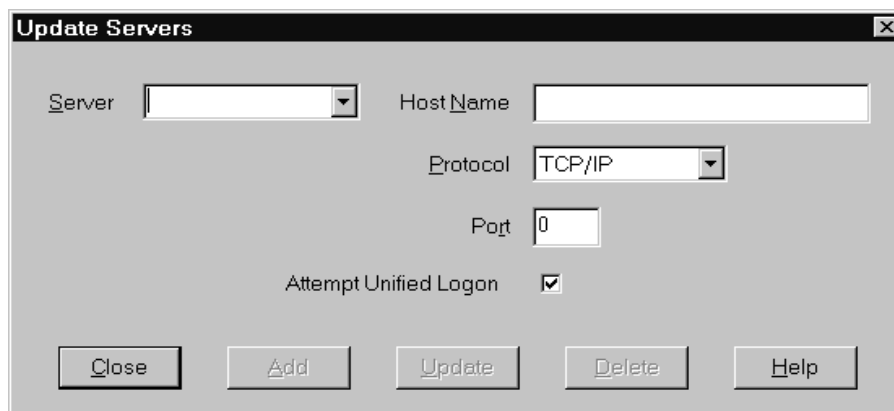 Update Servers
Server Host Name
Protocol TCP/IP
Port 0
Attempt Unified Logon
Close Add Update Delete Help